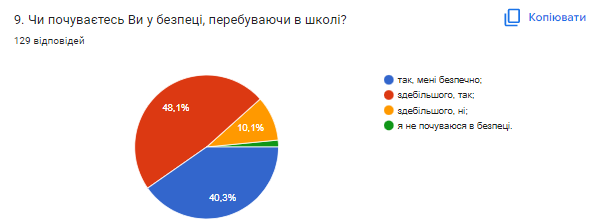 9. Чи почуваєтесь Ви у безпеці, перебуваючи в школі?
Копіювати
129 відповідей
так, мені безпечно;
здебільшого, так;
здебільшого, ні;
я не почуваюся в безпеці.
48,1%
10,1%
40,3%